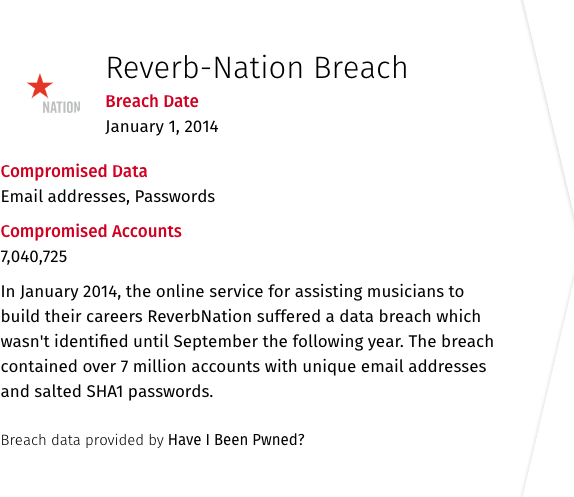 Reverb-Nation Breach
NATION
Breach Date
January 1, 2014
Compromised Data
Email addresses, Passwords
Compromised Accounts
7,040,725
In January 2014, the online service for assisting musicians to
build their careers ReverbNation suffered a data breach which
wasn't identified until September the following year. The breach
contained over 7 million accounts with unique email addresses
and salted SHA1 passwords.
Breach data provided by Have I Been Pwned?